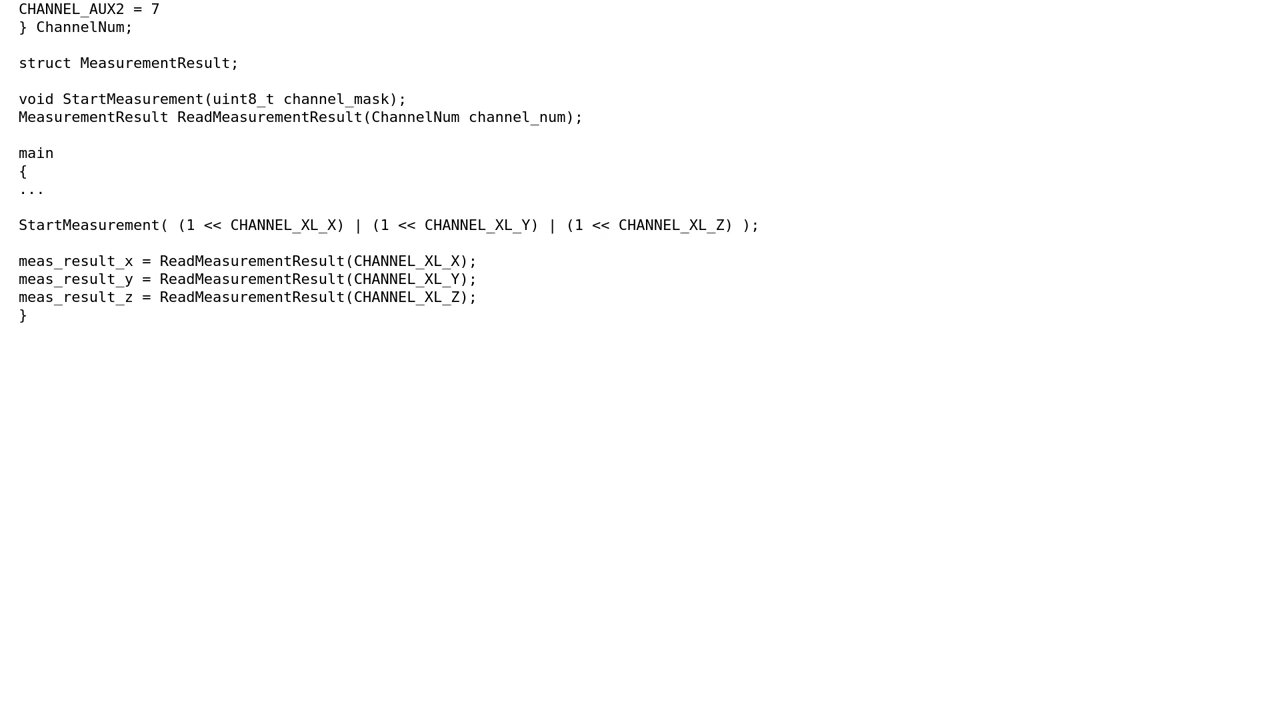 CHANNEL_AUX2 = 7
} ChannelNum;
struct MeasurementResult;
void StartMeasurement(uint8_t channel_mask);
MeasurementResult ReadMeasurementResult(ChannelNum channel_num);
main
{
...
StartMeasurement( (1 << CHANNEL_XL_X) | (1 << CHANNEL_XL_Y) | (1 << CHANNEL_XL_Z) );
meas_result_x = ReadMeasurementResult(CHANNEL_XL_X);
meas_result_y = ReadMeasurementResult(CHANNEL_XL_Y);
meas_result_z = ReadMeasurementResult(CHANNEL_XL_Z);
}